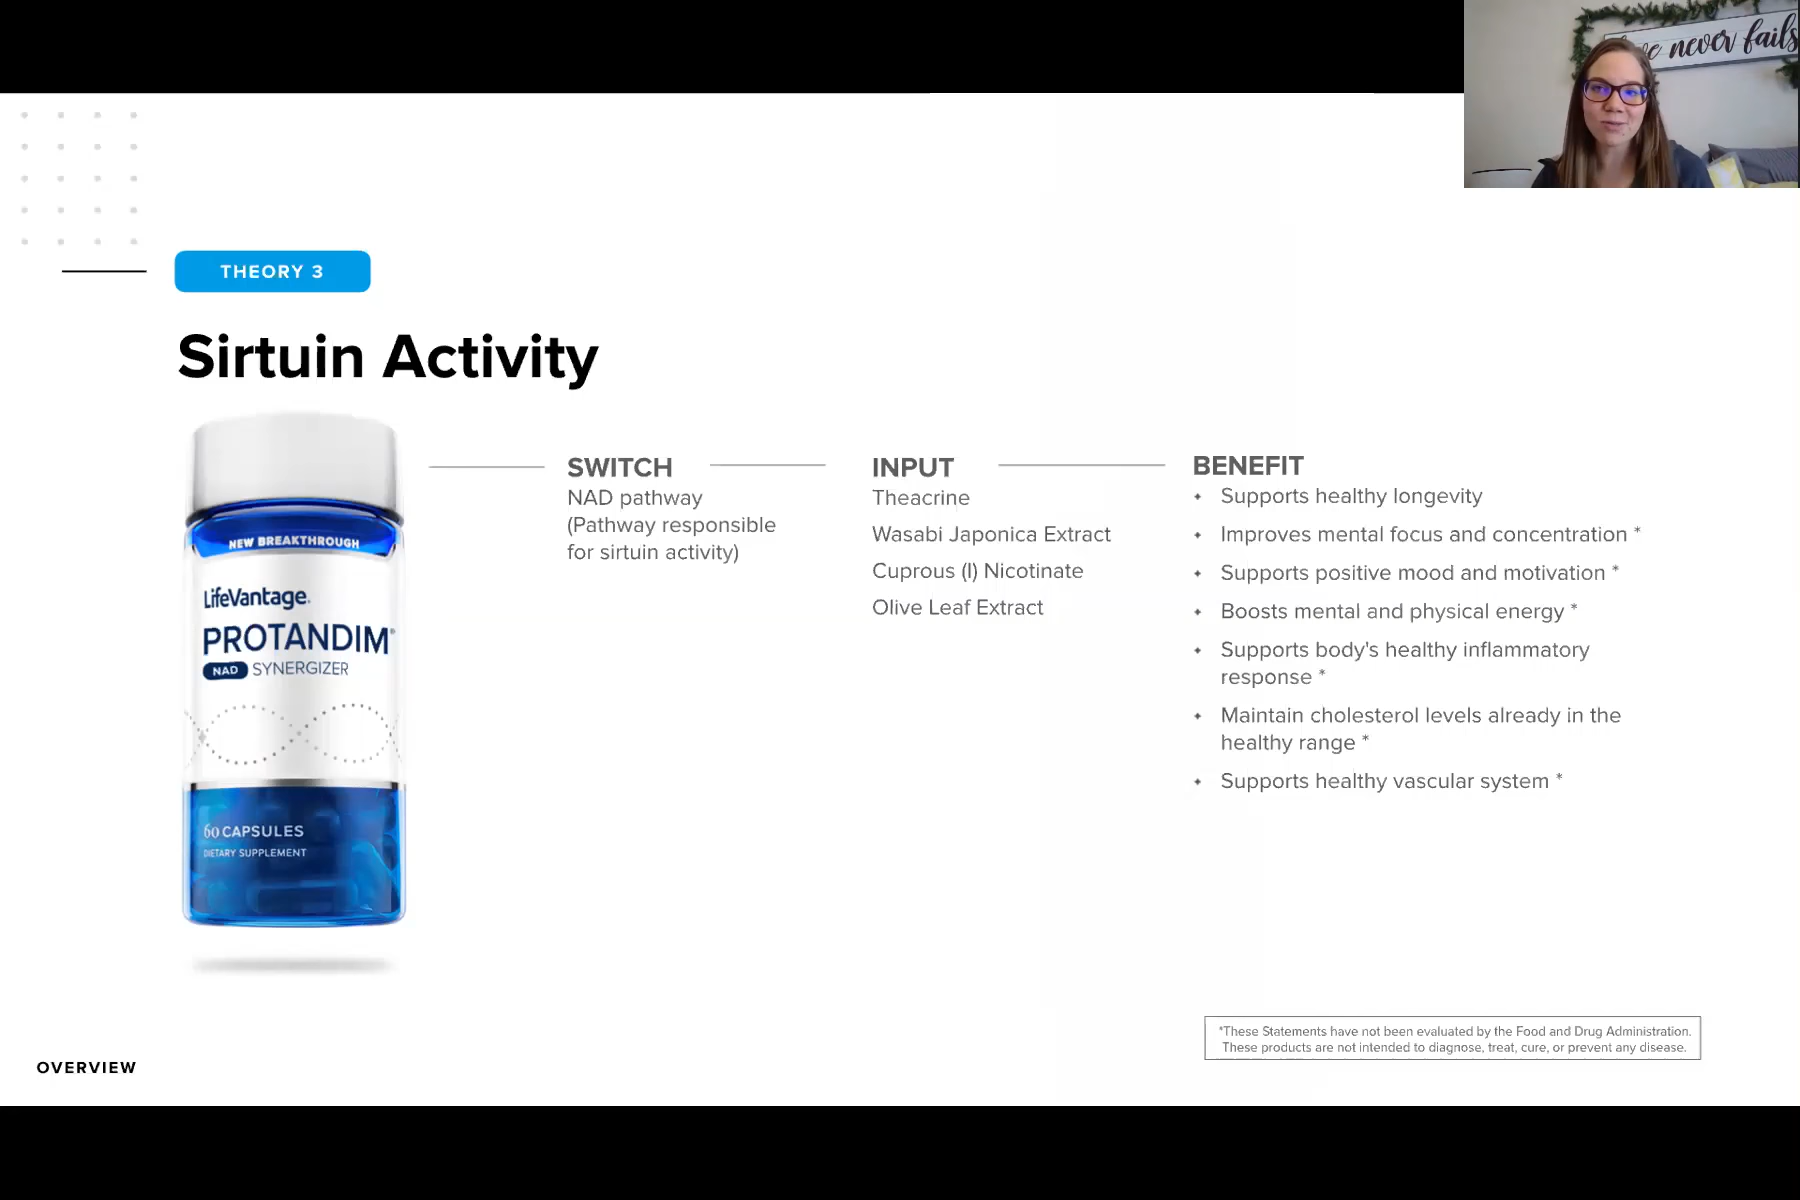 never fails
THEORY 3
Sirtuin Activity
SWITCH
NAD pathway
(Pathway responsible
for sirtuin activity)
INPUT
Theacrine
Wasabi Japonica Extract
Cuprous (I) Nicotinate
Olive Leaf Extract
BENEFIT
Supports healthy longevity
Improves mental focus and concentration *
Supports positive mood and motivation *
Boosts mental and physical energy *
Supports body's healthy inflammatory
response *
Maintain cholesterol levels already in the
healthy range *
Supports healthy vascular system *
NEW BREAKTHROUGH
LifeVantage.
PROTANDIM®
NAD SYNERGIZER
60 CAPSULES
DIETARY SUPPLEMENT
*These Statements have not been evaluated by the Food and Drug Administration.
These products are not intended to diagnose, treat, cure, or prevent any disease.
OVERVIEW